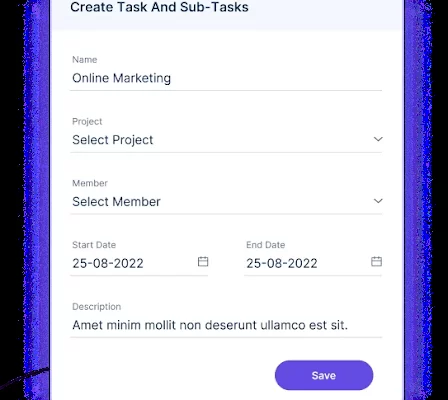 Create Task And Sub-Tasks
Name
Online Marketing
Project
Select Project
Member
Select Member
Start Date End Date
25-08-2022 25-08-2022
Description
Amet minim mollit non deserunt ullamco est sit.
Save